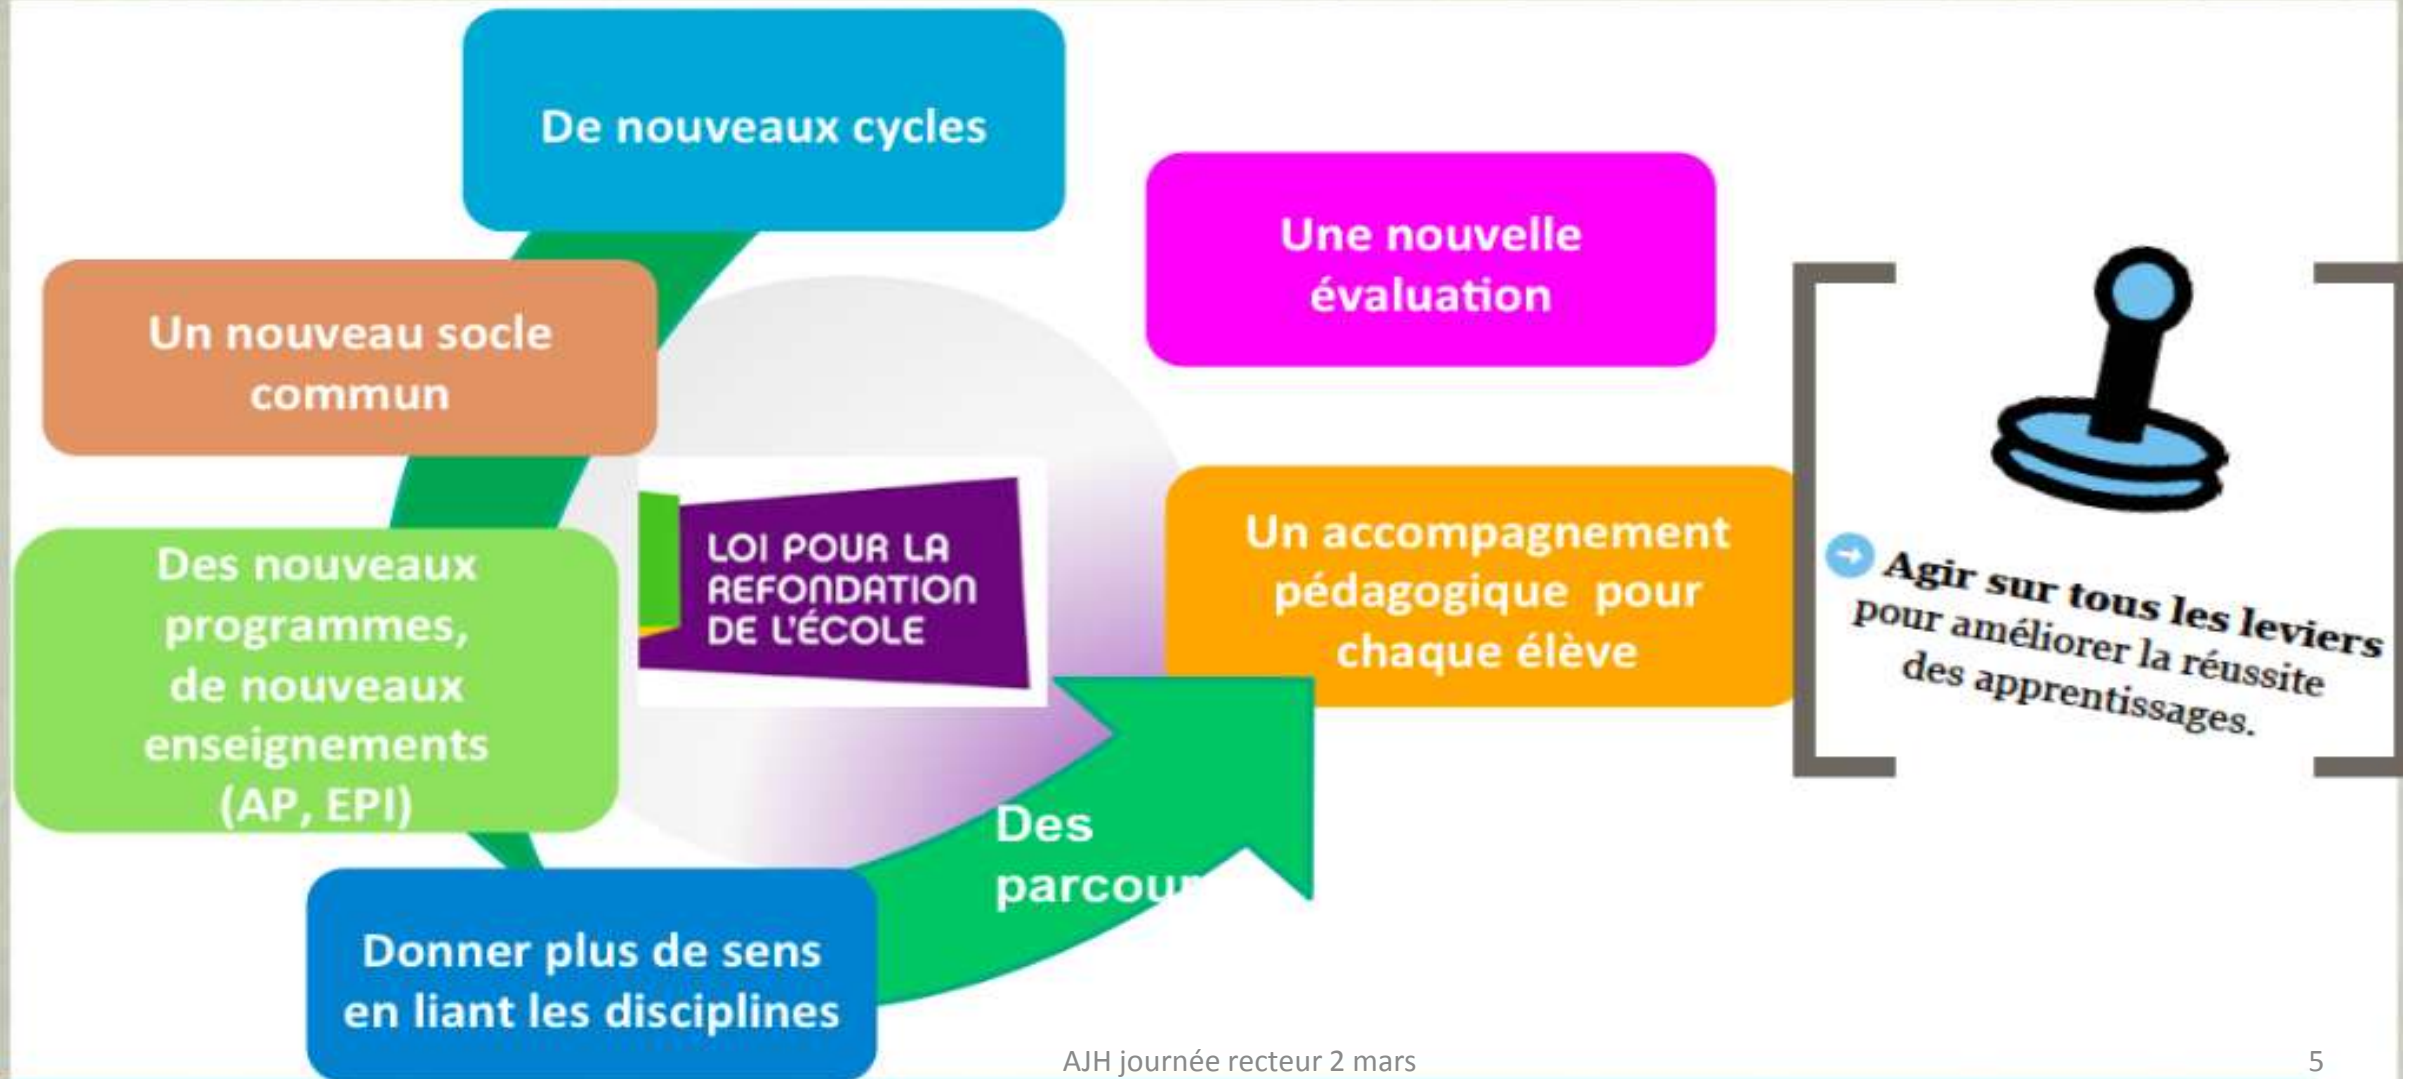 De nouveaux cycles
Une nouvelle
évaluation
Un nouveau socle
commun
Des nouveaux
programmes,
de nouveaux
enseignements
(AP, EPI)
LOI POUR LA
REFONDATION
DE L'ÉCOLE
Un accompagnement
pédagogique pour
chaque élève
Agir sur tous les leviers
pour améliorer la réussite
des apprentissages.
Des
parcour
Donner plus de sens
en liant les disciplines
AJH journée recteur 2 mars
5